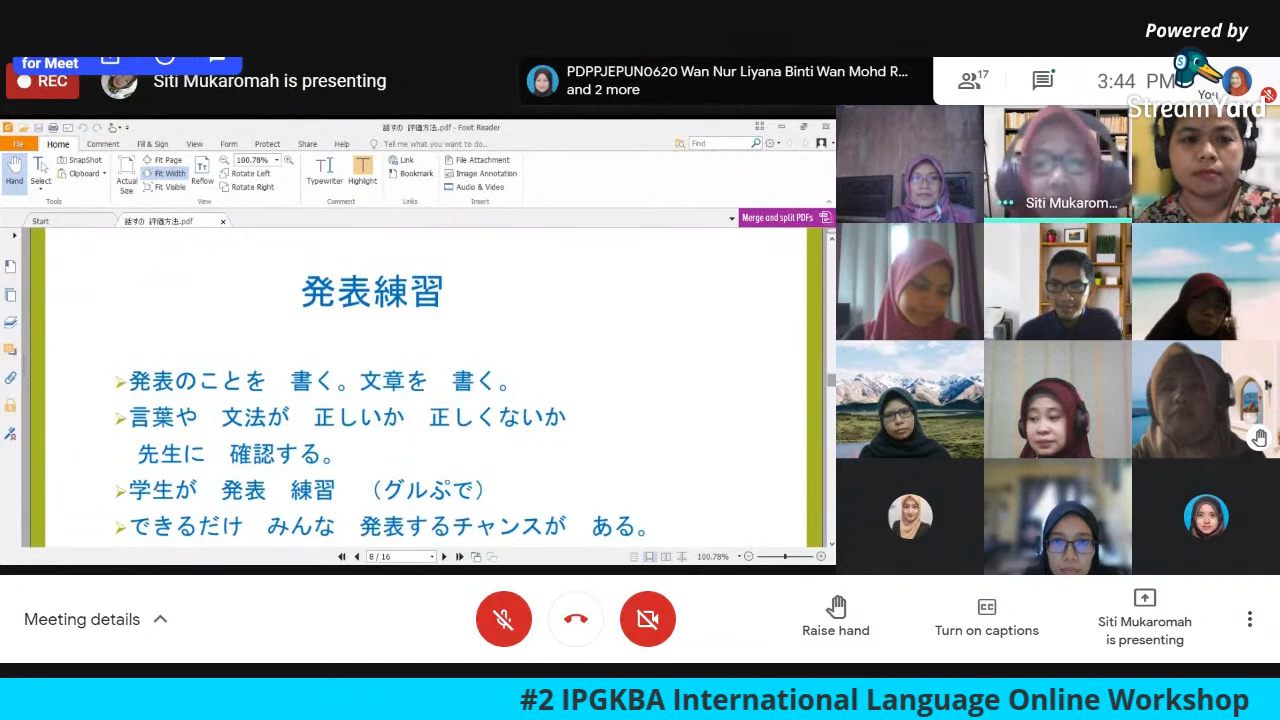 Powered by
StreamYard
for Meet
REC
Siti Mukaromah is presenting
PDPPJEPUN0620 Wan Nur Liyana Binti Wan Mohd R...
and 2 more
17
3:44 PM
You
話すの 評価方法.pdf - Foxit Reader
File
Home
Comment
Fill & Sign
View
Form
Protect
Share
Help
Tell me what you want to do...
Find
Hand
Select
SnapShot
Clipboard
Actual Size
Fit Page
Fit Width
Fit Visible
Reflow
100.78%
Rotate Left
Rotate Right
Typewriter
Highlight
Link
Bookmark
File Attachment
Image Annotation
Audio & Video
Tools
View
Comment
Links
Insert
Start
話すの 評価方法.pdf
Merge and split PDFs
発表練習
発表のことを 書く。文章を 書く。
言葉や 文法が 正しいか 正しくないか
先生に 確認する。
学生が 発表 練習 （グルぷで）
できるだけ みんな 発表するチャンスが ある。
8 / 16
100.78%
Siti Mukarom...
Meeting details
Raise hand
Turn on captions
Siti Mukaromah
is presenting
#2 IPGKBA International Language Online Workshop